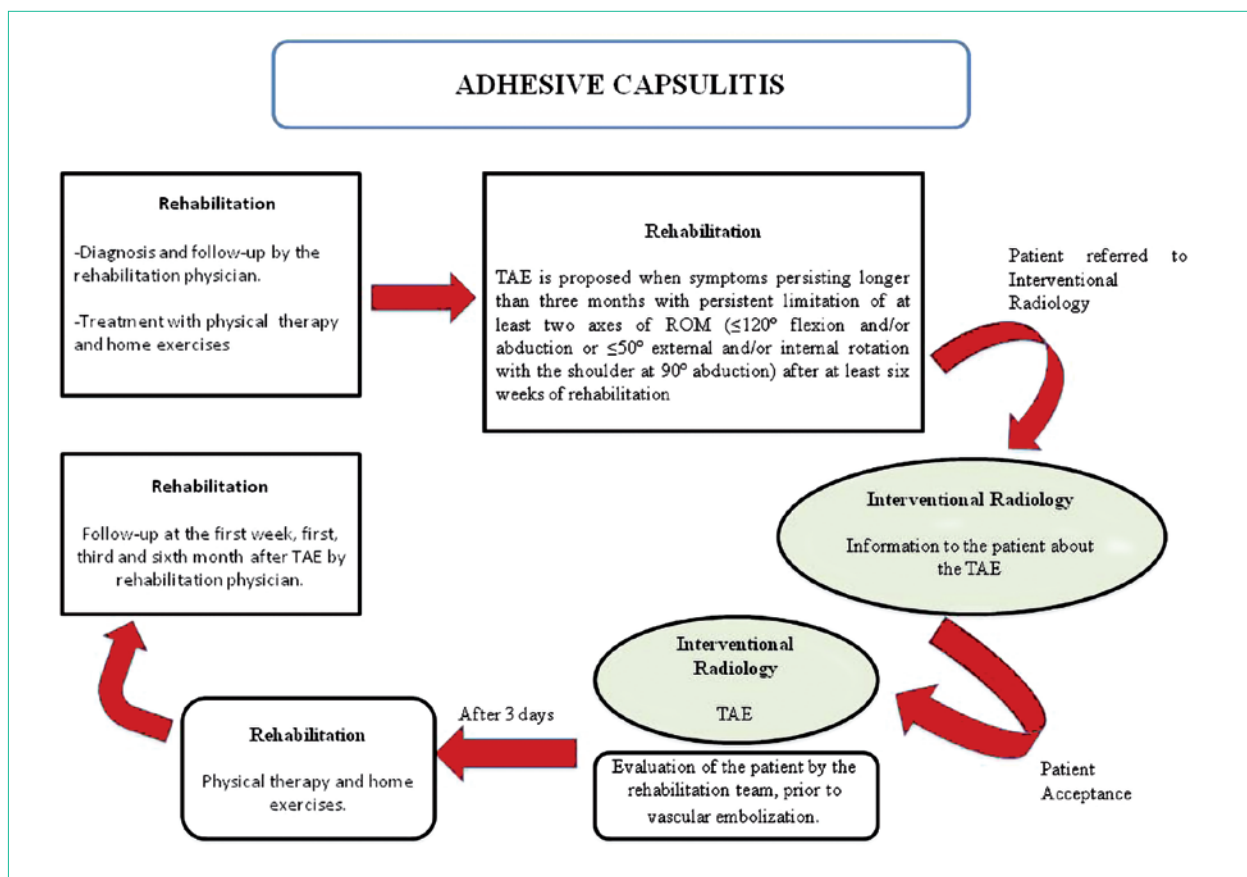 ADHESIVE CAPSULITIS
Rehabilitation
-Diagnosis and follow-up by the
rehabilitation physician.
-Treatment with physical therapy
and home exercises
Rehabilitation
TAE is proposed when symptoms persisting longer
than three months with persistent limitation of at
least two axes of ROM (≤120° flexion and/or
abduction or ≤50° external and/or internal rotation
with the shoulder at 90° abduction) after at least six
weeks of rehabilitation
Patient referred to
Interventional
Radiology
Interventional Radiology
Information to the patient about
the TAE
Patient
Acceptance
Interventional
Radiology
TAE
Evaluation of the patient by the
rehabilitation team, prior to
vascular embolization.
After 3 days
Rehabilitation
Physical therapy and home
exercises.
Rehabilitation
Follow-up at the first week, first,
third and sixth month after TAE by
rehabilitation physician.